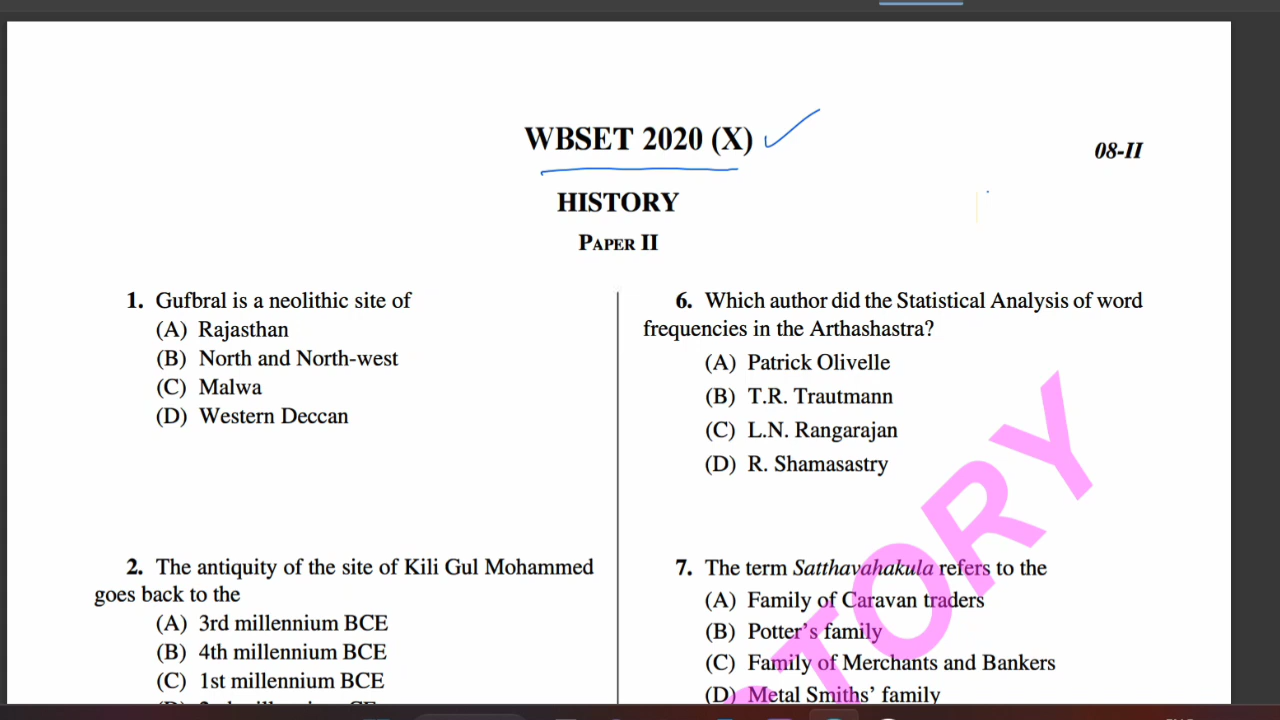 WBSET 2020 (X)
08-II
HISTORY
PAPER II
1. Gufbral is a neolithic site of
(A) Rajasthan
(B) North and North-west
(C) Malwa
(D) Western Deccan
2. The antiquity of the site of Kili Gul Mohammed
goes back to the
(A) 3rd millennium BCE
(B) 4th millennium BCE
(C) 1st millennium BCE
6. Which author did the Statistical Analysis of word
frequencies in the Arthashastra?
(A) Patrick Olivelle
(B) T.R. Trautmann
(C) L.N. Rangarajan
(D) R. Shamasastry
7. The term Satthavahakula refers to the
(A) Family of Caravan traders
(B) Potter's family
(C) Family of Merchants and Bankers
(D) Metal Smiths' family